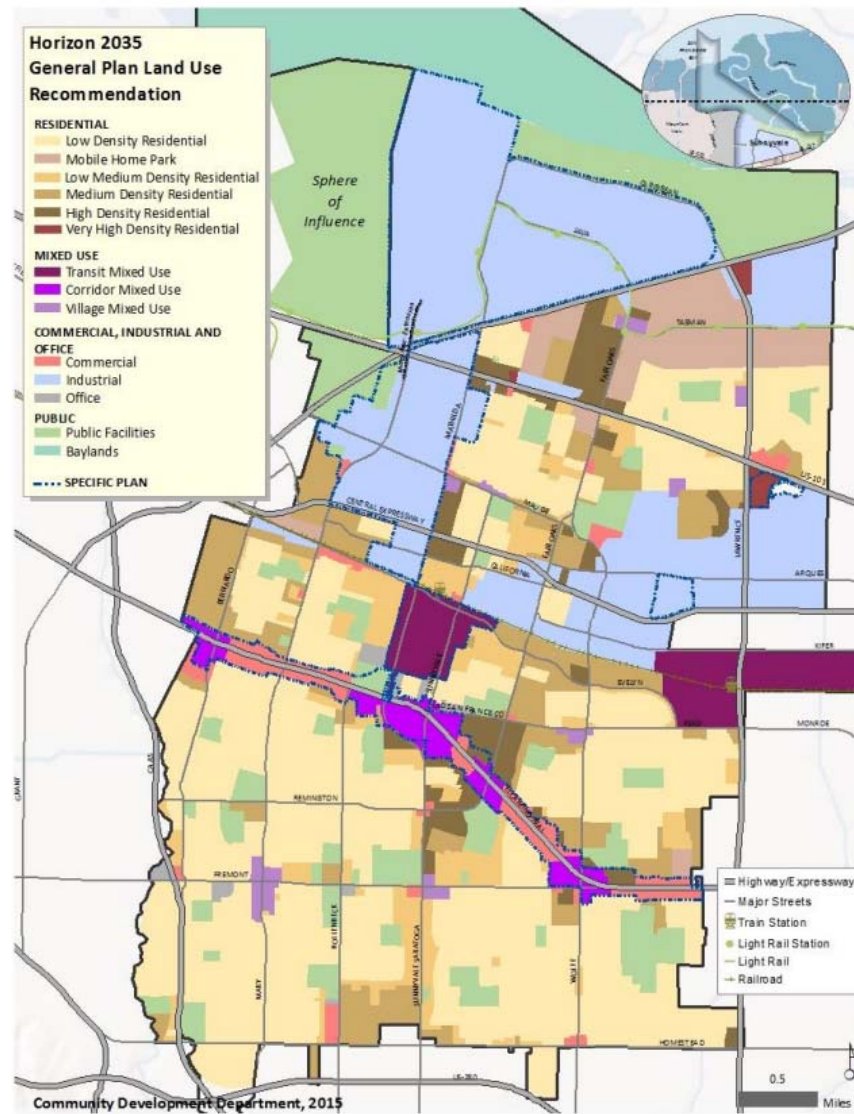 Horizon 2035
General Plan Land Use
Recommendation
RESIDENTIAL
Low Density Residential
Mobile Home Park
Low Medium Density Residential
Medium Density Residential
High Density Residential
Very High Density Residential
MIXED USE
Transit Mixed Use
Corridor Mixed Use
Village Mixed Use
COMMERCIAL, INDUSTRIAL AND
OFFICE
Commercial
Industrial
Office
PUBLIC
Public Facilities
Baylands
SPECIFIC PLAN
Sphere
of
Influence
JAVA
TASMAN
FAIR OAKS
MATHILDA
US-101
CENTRAL EXPRESSWAY
MAUDE
FAIR OAKS
CALIFORNIA
LAWRENCE
ARQUES
BERNARDO
KIFER
EVELYN
MONROE
GRANT
REMINGTON
FREMONT
MARY
HOLLENBECK
SUNNYVALE SARATOGA
WOLFE
HOMESTEAD
Highway/Expressway
Major Streets
Train Station
Light Rail Station
Light Rail
Railroad
0.5
Miles
Community Development Department, 2015